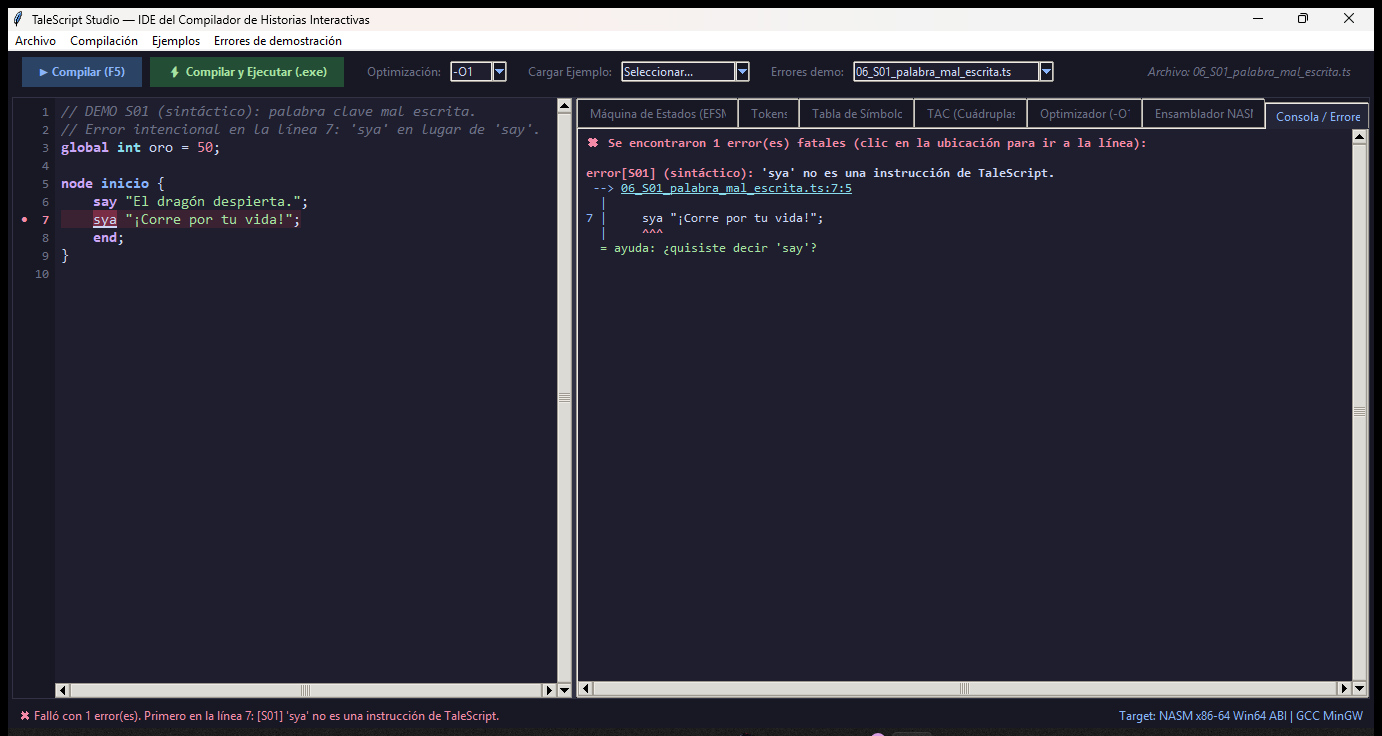 TaleScript Studio — IDE del Compilador de Historias Interactivas
Archivo Compilación Ejemplos Errores de demostración
▶ Compilar (F5) Compilar y Ejecutar (.exe) Optimización: -O1 Cargar Ejemplo: Seleccionar... Errores demo: 06_S01_palabra_mal_escrita.ts Archivo: 06_S01_palabra_mal_escrita.ts
1 // DEMO S01 (sintáctico): palabra clave mal escrita.
2 // Error intencional en la línea 7: 'sya' en lugar de 'say'.
3 global int oro = 50;
4
5 node inicio {
6 say "El dragón despierta.";
7 sya "¡Corre por tu vida!";
8 end;
9 }
10
Máquina de Estados (EFSM Tokens Tabla de Símbolc TAC (Cuádruplas Optimizador (-O Ensamblador NASM Consola / Errore
✖ Se encontraron 1 error(es) fatales (clic en la ubicación para ir a la línea):
error[S01] (sintáctico): 'sya' no es una instrucción de TaleScript.
--> 06_S01_palabra_mal_escrita.ts:7:5
|
7 | sya "¡Corre por tu vida!";
| ^^^
= ayuda: ¿quisiste decir 'say'?
✖ Falló con 1 error(es). Primero en la línea 7: [S01] 'sya' no es una instrucción de TaleScript.
Target: NASM x86-64 Win64 ABI | GCC MinGW